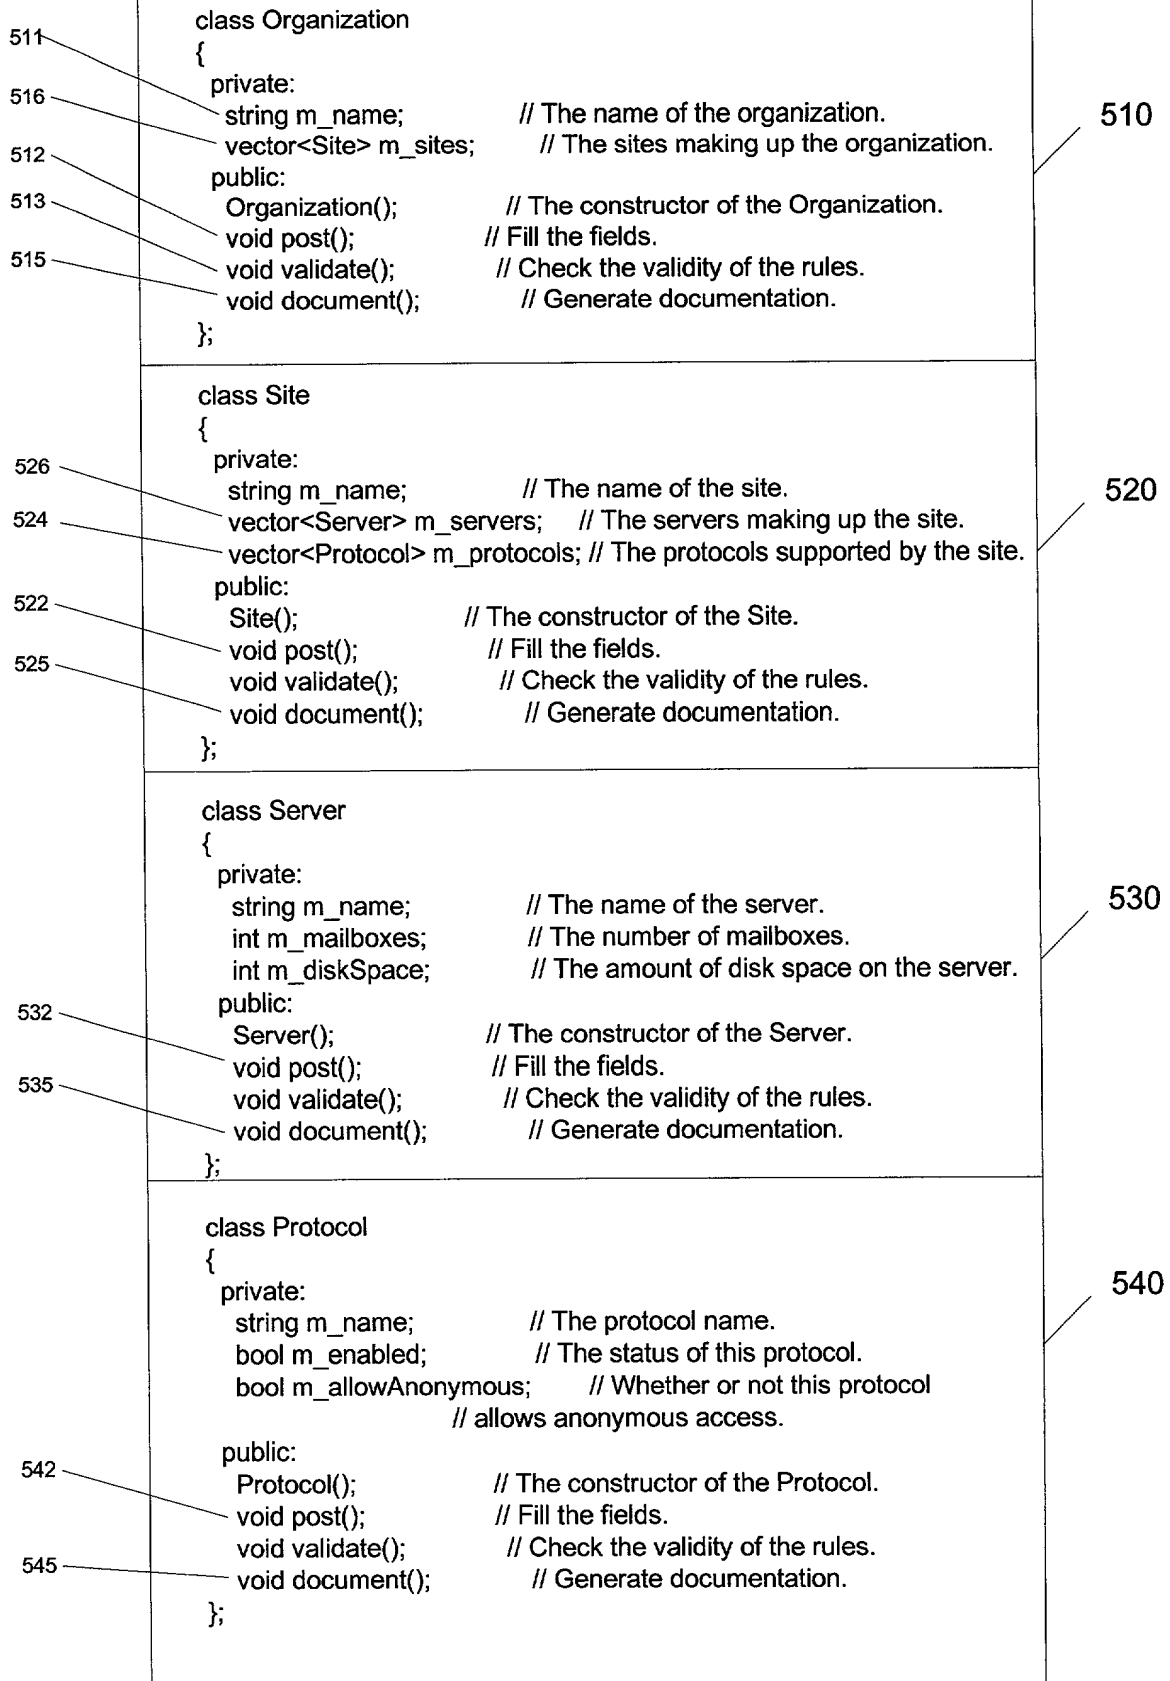 class Organization
511
{
private:
516
string m_name; // The name of the organization.
510
vector<Site> m_sites; // The sites making up the organization.
512
public:
513
Organization(); // The constructor of the Organization.
void post(); // Fill the fields.
515
void validate(); // Check the validity of the rules.
void document(); // Generate documentation.
};
class Site
{
private:
526
string m_name; // The name of the site.
520
524
vector<Server> m_servers; // The servers making up the site.
vector<Protocol> m_protocols; // The protocols supported by the site.
public:
522
Site(); // The constructor of the Site.
void post(); // Fill the fields.
525
void validate(); // Check the validity of the rules.
void document(); // Generate documentation.
};
class Server
{
private:
530
string m_name; // The name of the server.
int m_mailboxes; // The number of mailboxes.
int m_diskSpace; // The amount of disk space on the server.
public:
532
Server(); // The constructor of the Server.
void post(); // Fill the fields.
535
void validate(); // Check the validity of the rules.
void document(); // Generate documentation.
};
class Protocol
{
private:
540
string m_name; // The protocol name.
bool m_enabled; // The status of this protocol.
bool m_allowAnonymous; // Whether or not this protocol
// allows anonymous access.
public:
542
Protocol(); // The constructor of the Protocol.
void post(); // Fill the fields.
void validate(); // Check the validity of the rules.
545
void document(); // Generate documentation.
};